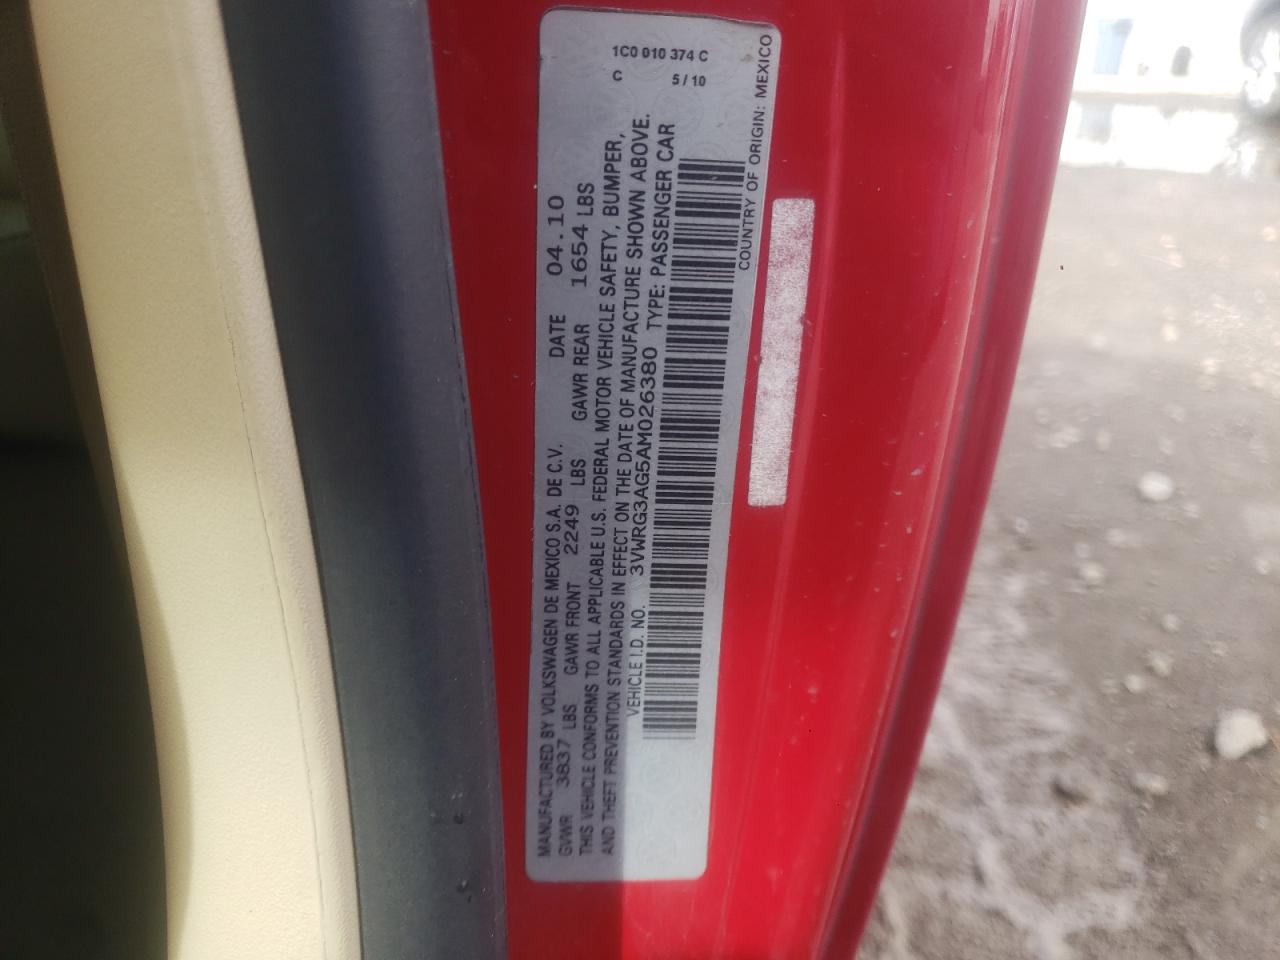 1C0 010 374 C
C 5/10
MANUFACTURED BY VOLKSWAGEN DE MEXICO S.A. DE C.V. DATE 04.10
GVWR 3837 LBS GAWR FRONT 2249 LBS GAWR REAR 1654 LBS
THIS VEHICLE CONFORMS TO ALL APPLICABLE U.S. FEDERAL MOTOR VEHICLE SAFETY, BUMPER,
AND THEFT PREVENTION STANDARDS IN EFFECT ON THE DATE OF MANUFACTURE SHOWN ABOVE.
VEHICLE I.D. NO. 3VWRG3AG5AM026380 TYPE: PASSENGER CAR
COUNTRY OF ORIGIN: MEXICO